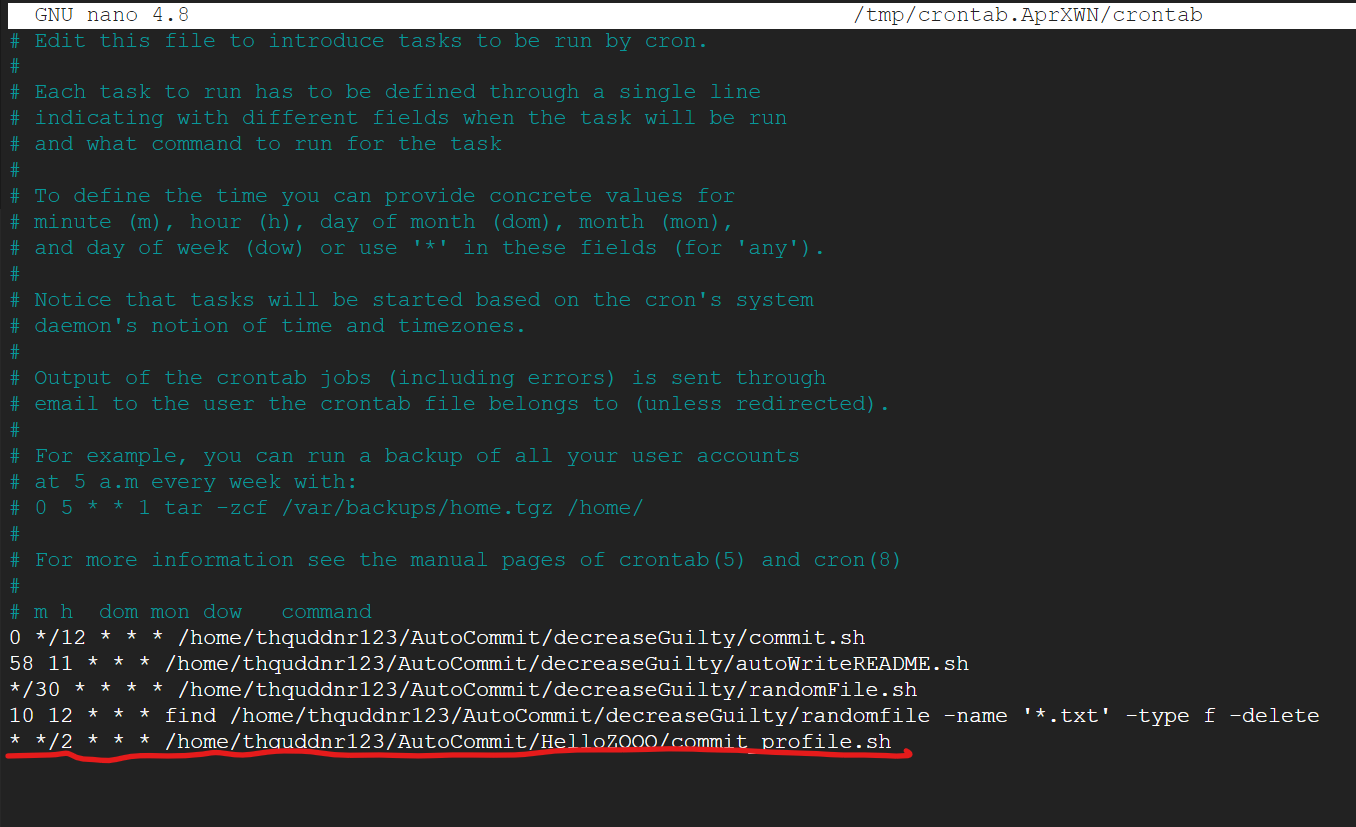 GNU nano 4.8 /tmp/crontab.AprXWN/crontab
# Edit this file to introduce tasks to be run by cron.
#
# Each task to run has to be defined through a single line
# indicating with different fields when the task will be run
# and what command to run for the task
#
# To define the time you can provide concrete values for
# minute (m), hour (h), day of month (dom), month (mon),
# and day of week (dow) or use '*' in these fields (for 'any').
#
# Notice that tasks will be started based on the cron's system
# daemon's notion of time and timezones.
#
# Output of the crontab jobs (including errors) is sent through
# email to the user the crontab file belongs to (unless redirected).
#
# For example, you can run a backup of all your user accounts
# at 5 a.m every week with:
# 0 5 * * 1 tar -zcf /var/backups/home.tgz /home/
#
# For more information see the manual pages of crontab(5) and cron(8)
#
# m h  dom mon dow   command
0 */12 * * * /home/thquddnr123/AutoCommit/decreaseGuilty/commit.sh
58 11 * * * /home/thquddnr123/AutoCommit/decreaseGuilty/autoWriteREADME.sh
*/30 * * * * /home/thquddnr123/AutoCommit/decreaseGuilty/randomFile.sh
10 12 * * * find /home/thquddnr123/AutoCommit/decreaseGuilty/randomfile -name '*.txt' -type f -delete
* */2 * * * /home/thquddnr123/AutoCommit/HelloZOOO/commit_profile.sh